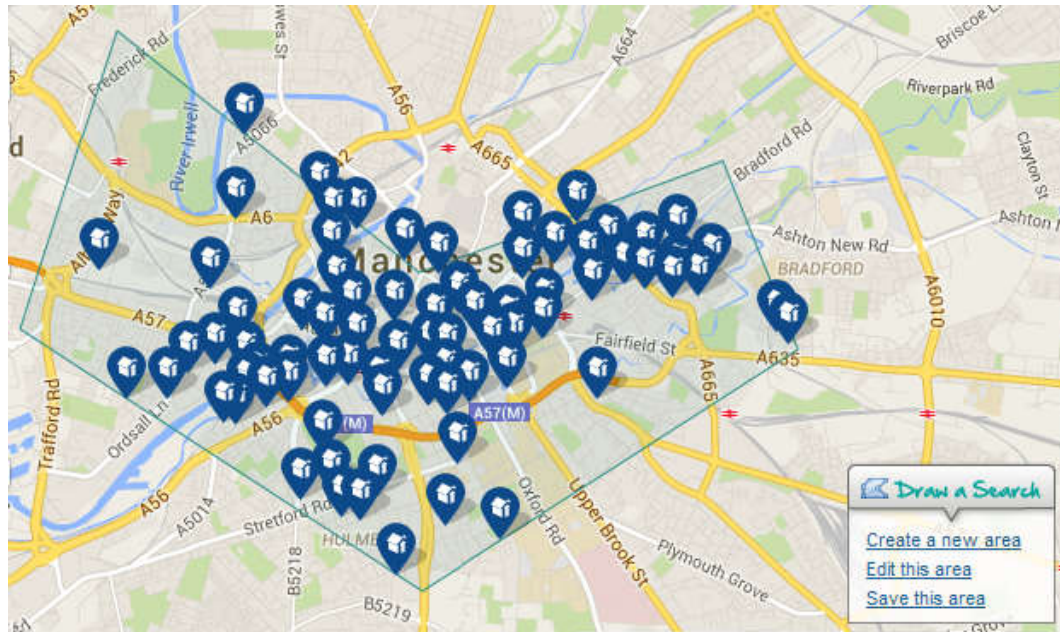 Frederick Rd
A56
A664
Briscoe L
Riverpark Rd
River Irwell
A5066
A665
Bradford Rd
Clayton St
d
Way
A6
Ashton New Rd
Ashton
BRADFORD
Manchester
A57
A6010
Fairfield St
A635
A665
Trafford Rd
Ordsall Ln
A56
(M)
A57(M)
A56
A5014
Stretford Rd
Oxford Rd
Upper Brook St
HULME
B5218
Plymouth Grove
B5219
Draw a Search
Create a new area
Edit this area
Save this area